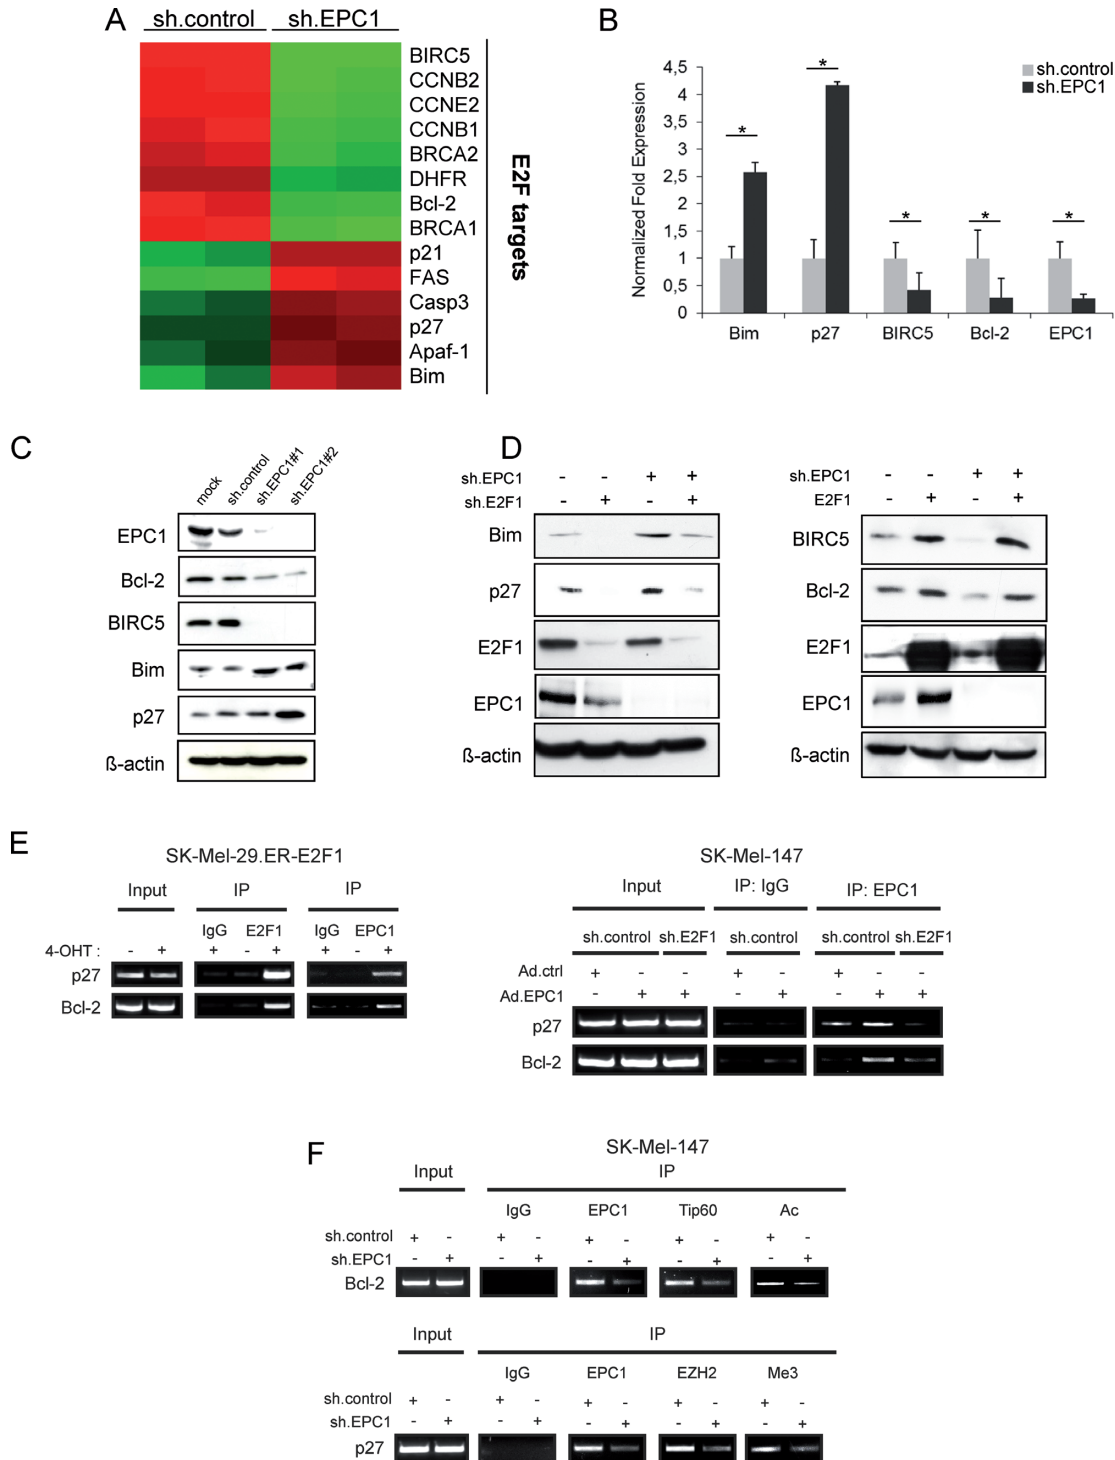 A
sh.control sh.EPC1
BIRC5
CCNB2
CCNE2
CCNB1
BRCA2
DHFR
Bcl-2
BRCA1
p21
FAS
Casp3
p27
Apaf-1
Bim
E2F targets
B
sh.control
sh.EPC1
Normalized Fold Expression
4,5
4
3,5
3
2,5
2
1,5
1
0,5
0
* * * * *
Bim p27 BIRC5 Bcl-2 EPC1
C
mock sh.control sh.EPC1#1 sh.EPC1#2
EPC1
Bcl-2
BIRC5
Bim
p27
ß-actin
D
sh.EPC1 - - + +
sh.E2F1 - + - +
Bim
p27
E2F1
EPC1
ß-actin
sh.EPC1 - - + +
E2F1 - + - +
BIRC5
Bcl-2
E2F1
EPC1
ß-actin
E
SK-Mel-29.ER-E2F1
Input IP IP
IgG E2F1 IgG EPC1
4-OHT : - + + - + + - +
p27
Bcl-2
SK-Mel-147
Input IP: IgG IP: EPC1
sh.control sh.E2F1 sh.control sh.control sh.E2F1
Ad.ctrl + - - + - + - -
Ad.EPC1 - + + - + - + +
p27
Bcl-2
F
SK-Mel-147
Input IP
IgG EPC1 Tip60 Ac
sh.control + - + - + - + - + -
sh.EPC1 - + - + - + - + - +
Bcl-2
Input IP
IgG EPC1 EZH2 Me3
sh.control + - + - + - + - + -
sh.EPC1 - + - + - + - + - +
p27